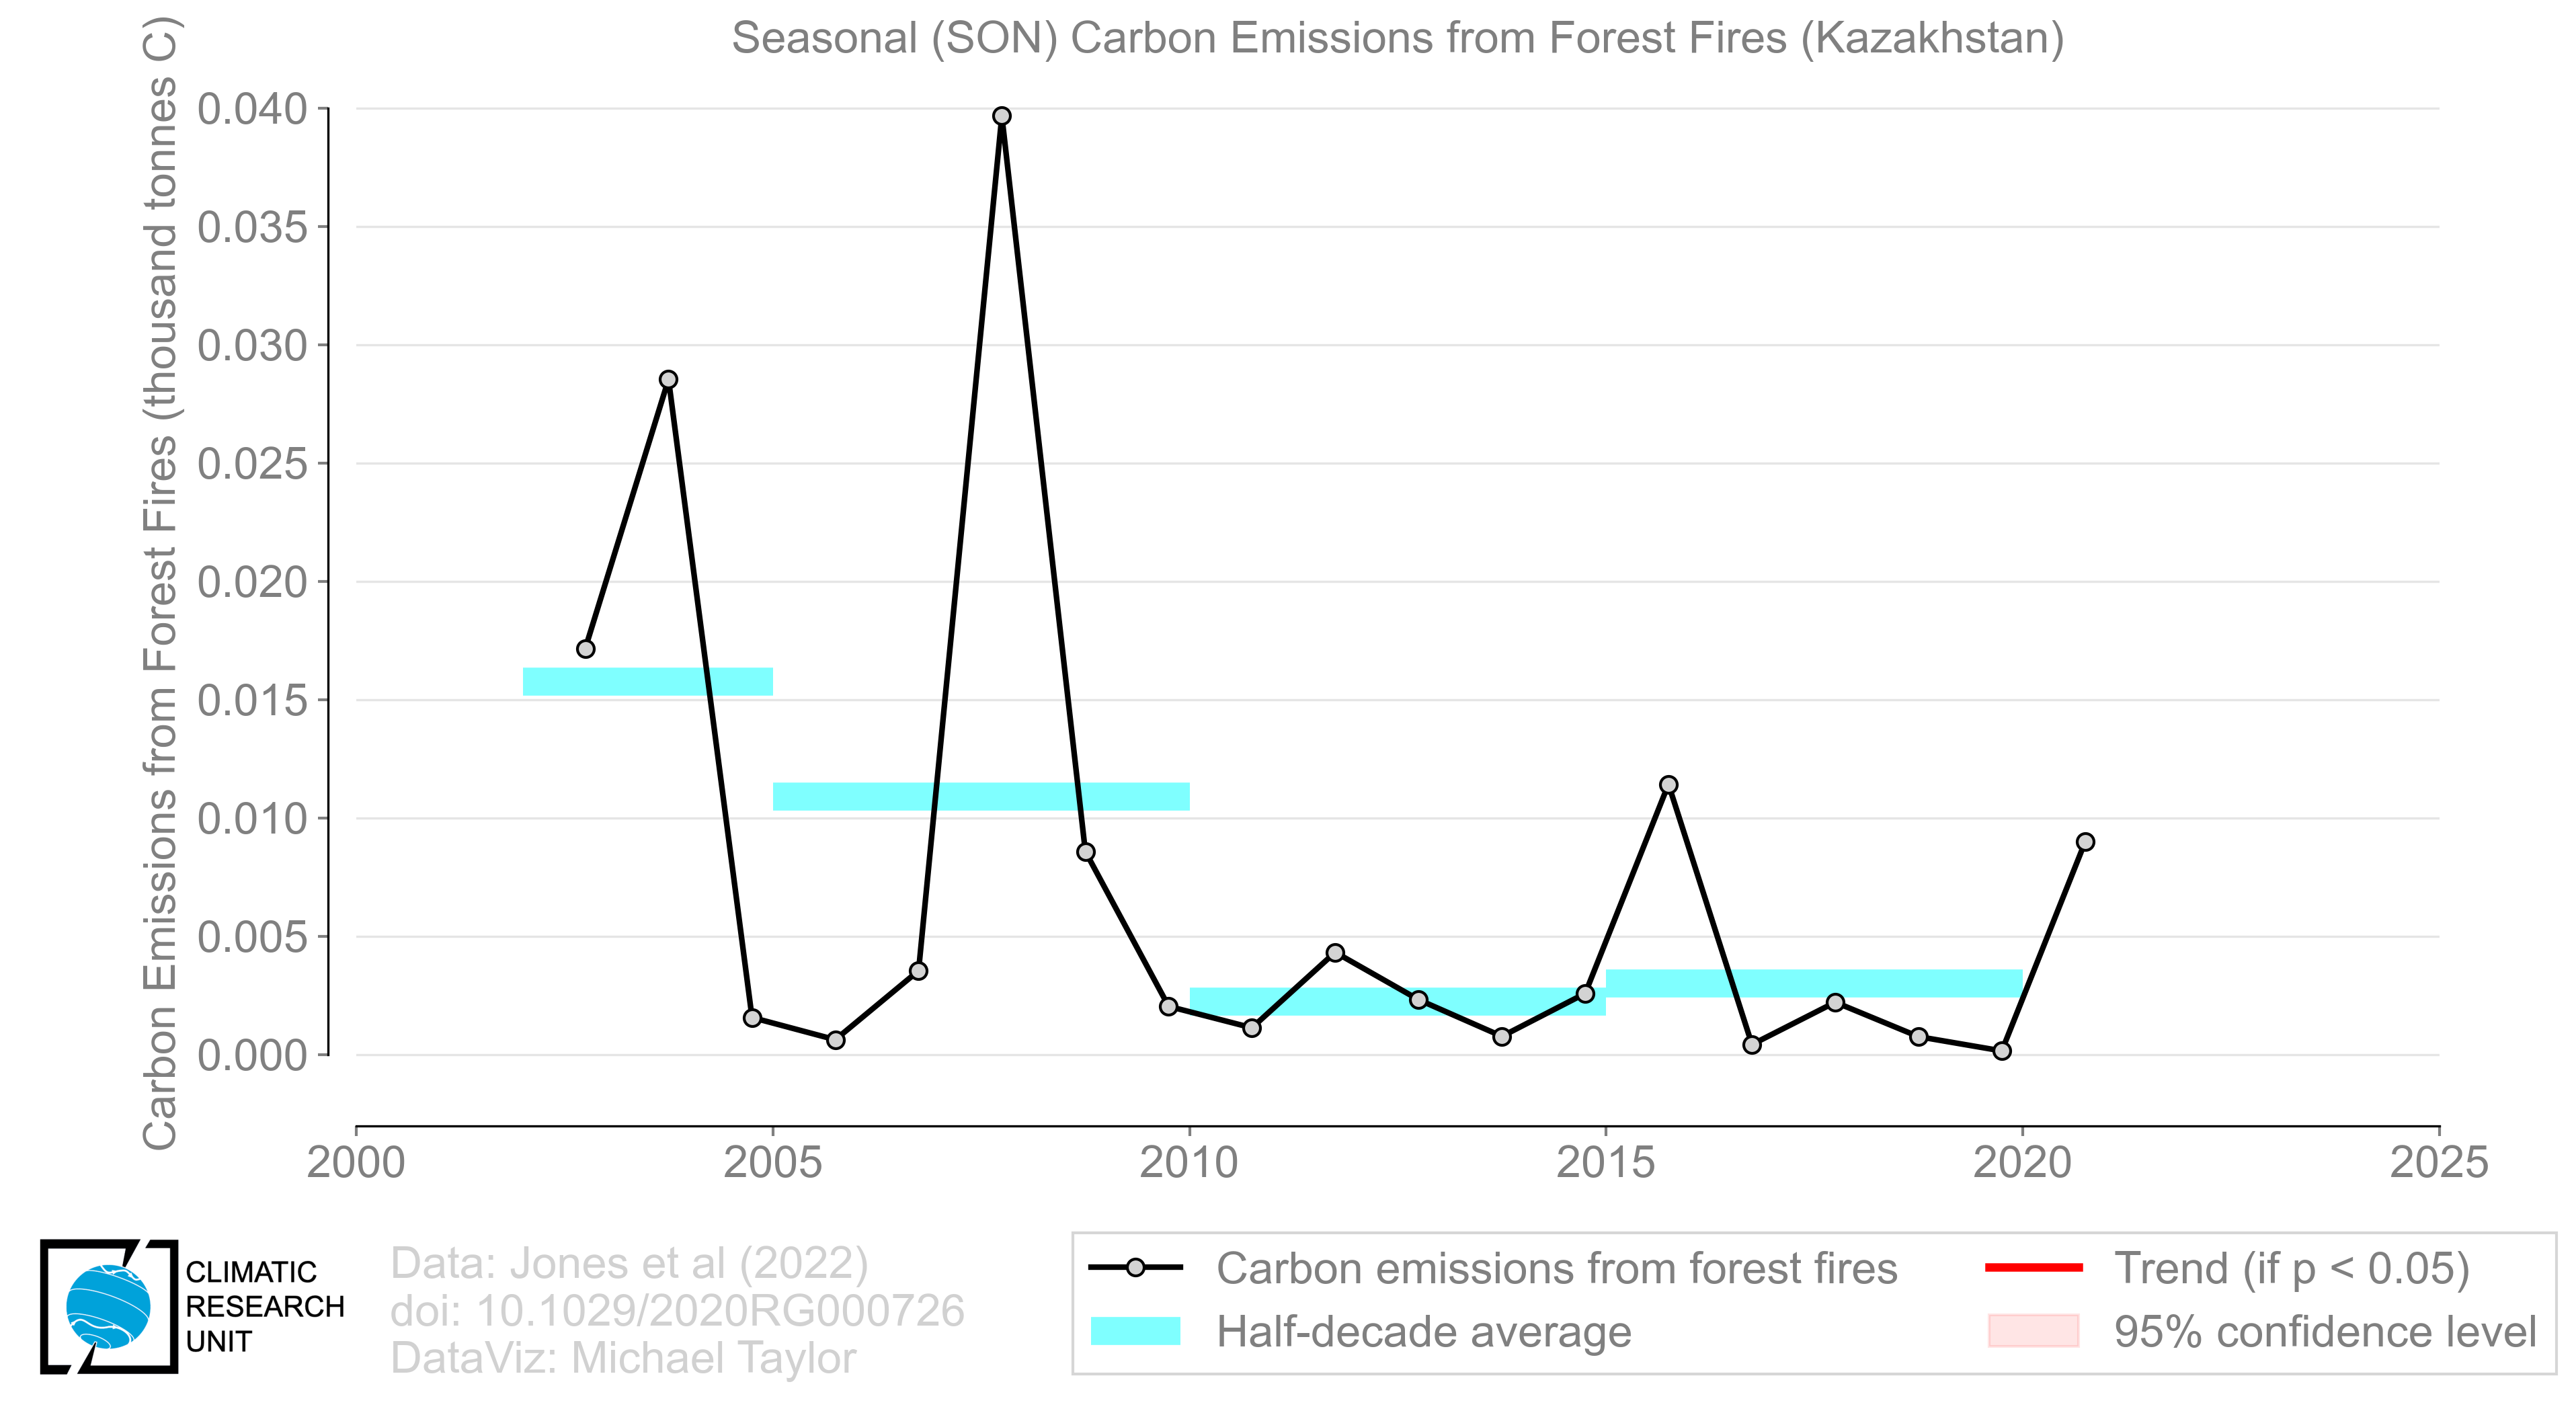 Seasonal (SON) Carbon Emissions from Forest Fires (Kazakhstan)
Carbon Emissions from Forest Fires (thousand tonnes C)
0.040
0.035
0.030
0.025
0.020
0.015
0.010
0.005
0.000
2000
2005
2010
2015
2020
2025
CLIMATIC
RESEARCH
UNIT
Data: Jones et al (2022)
doi: 10.1029/2020RG000726
DataViz: Michael Taylor
Carbon emissions from forest fires
Half-decade average
Trend (if p < 0.05)
95% confidence level